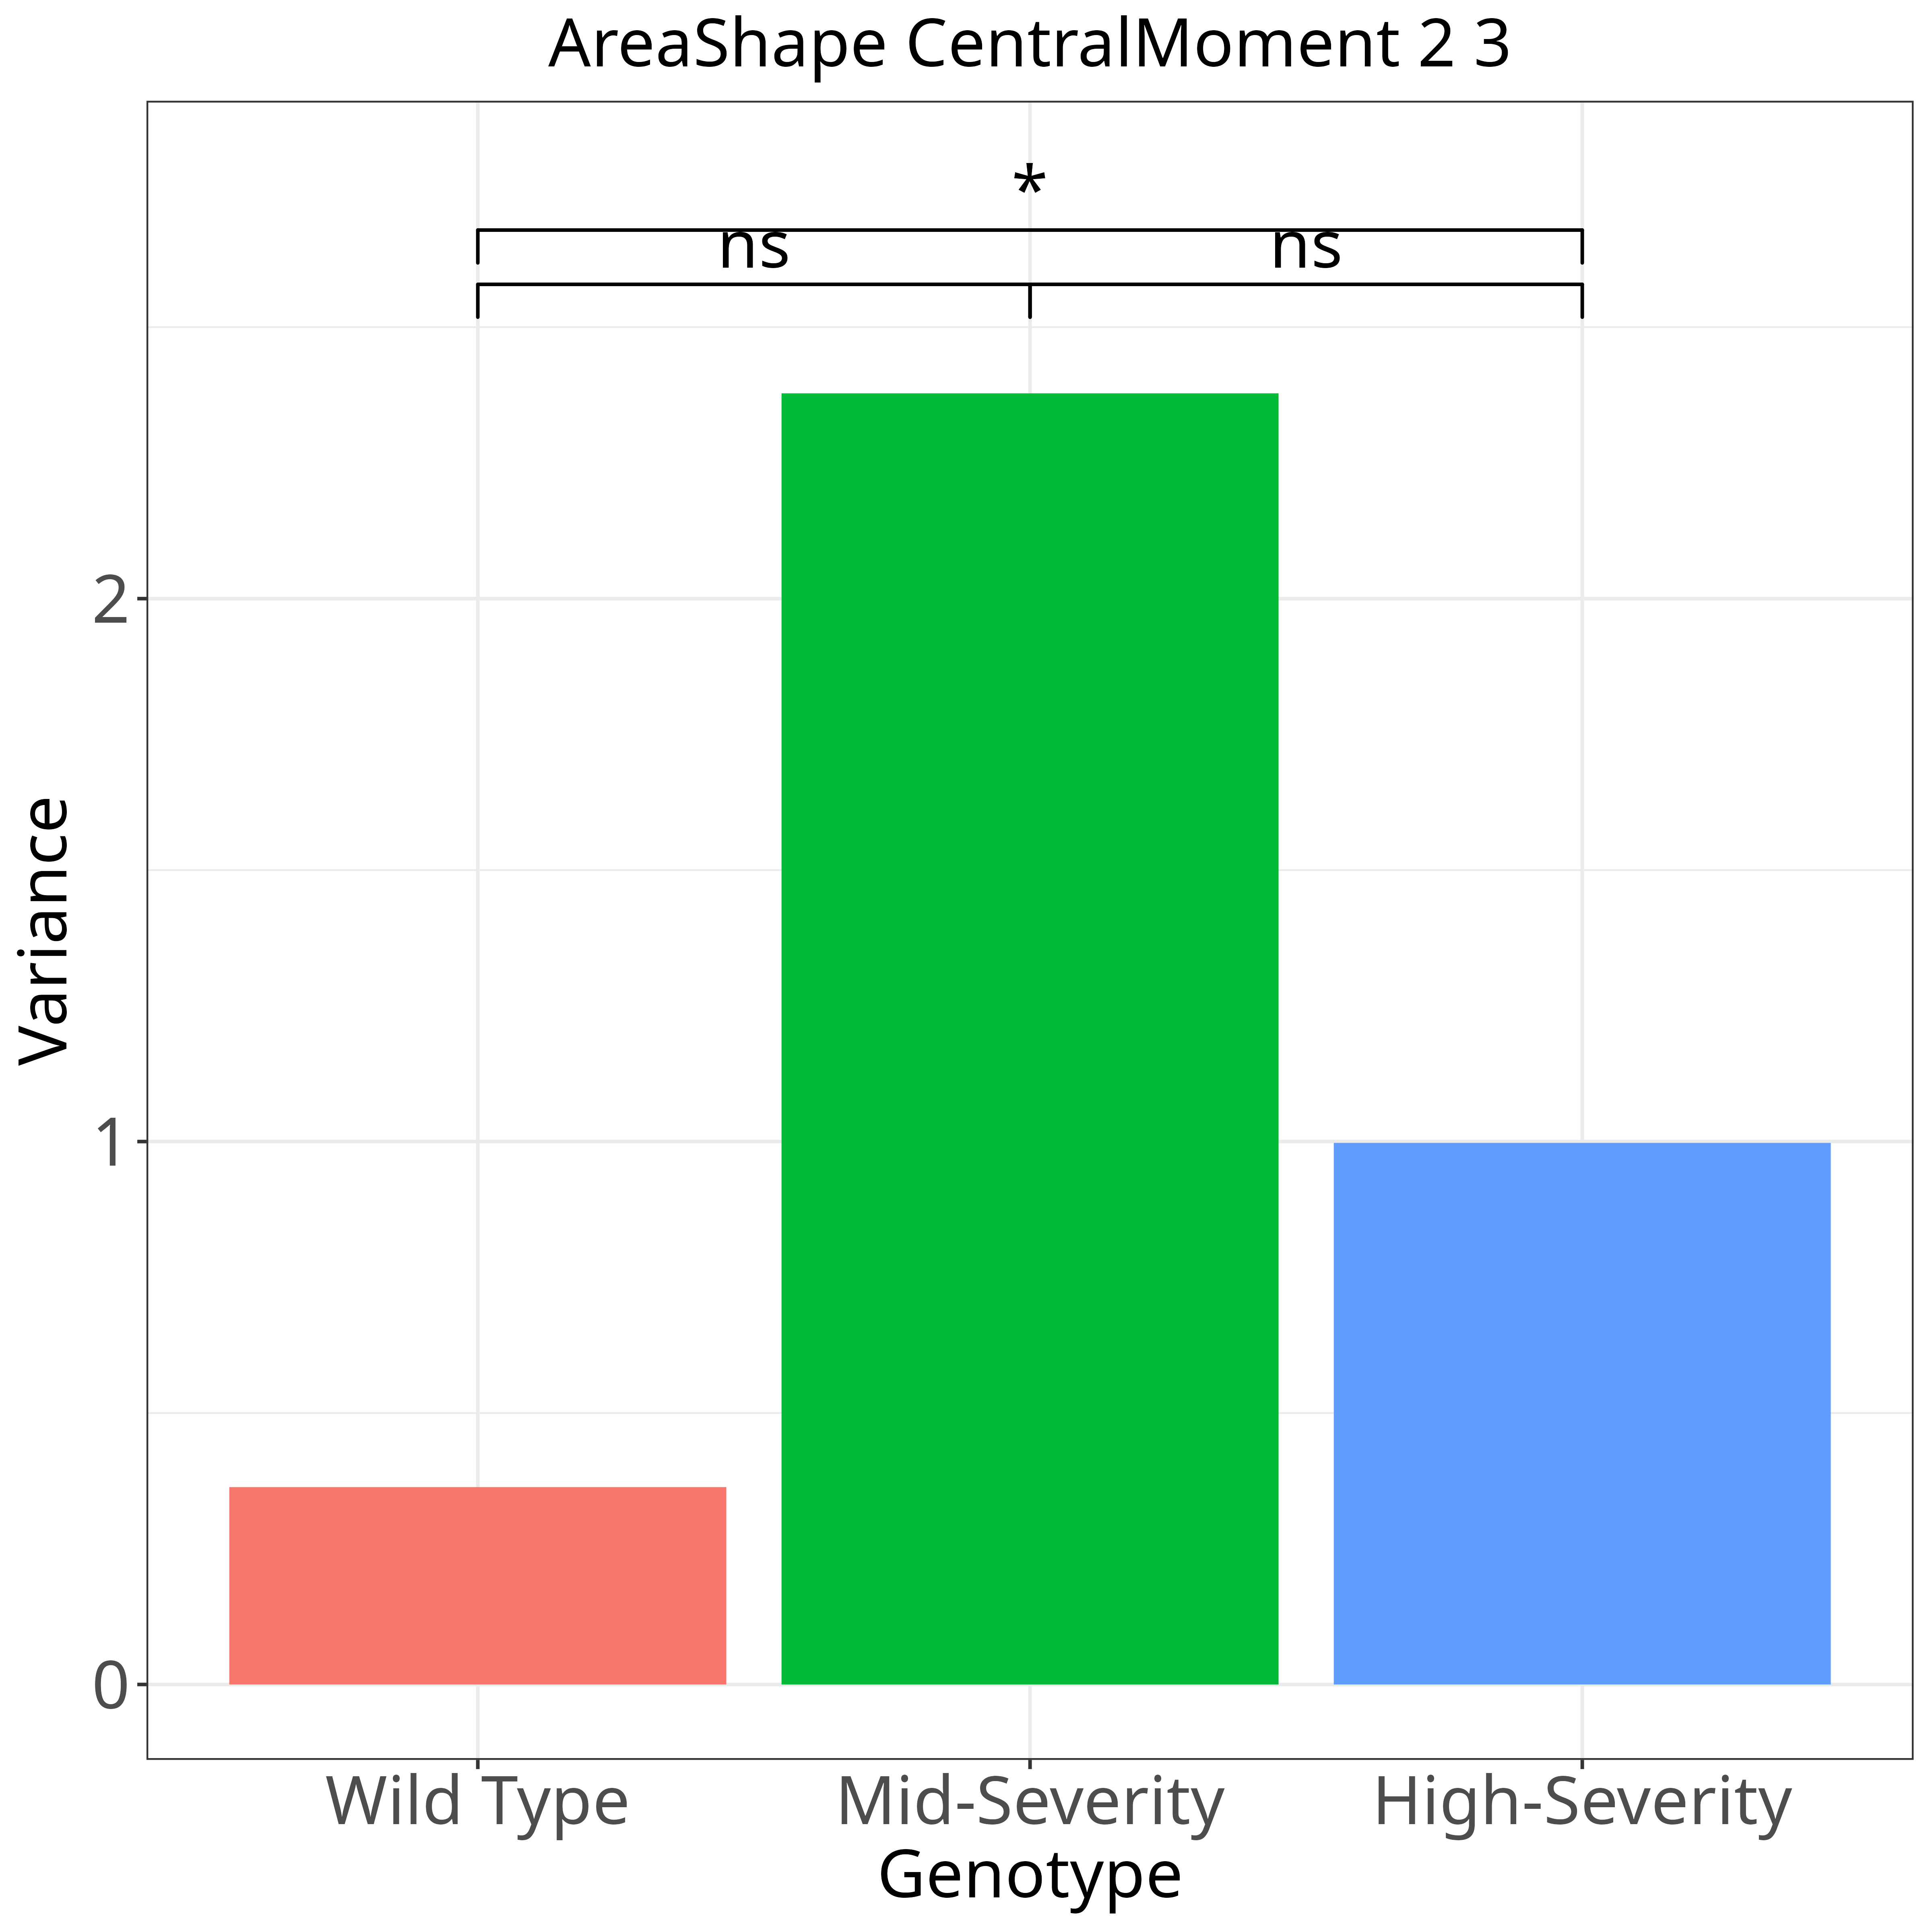 AreaShape CentralMoment 2 3
*
ns ns
2
1
0
Variance
Wild Type Mid-Severity High-Severity
Genotype